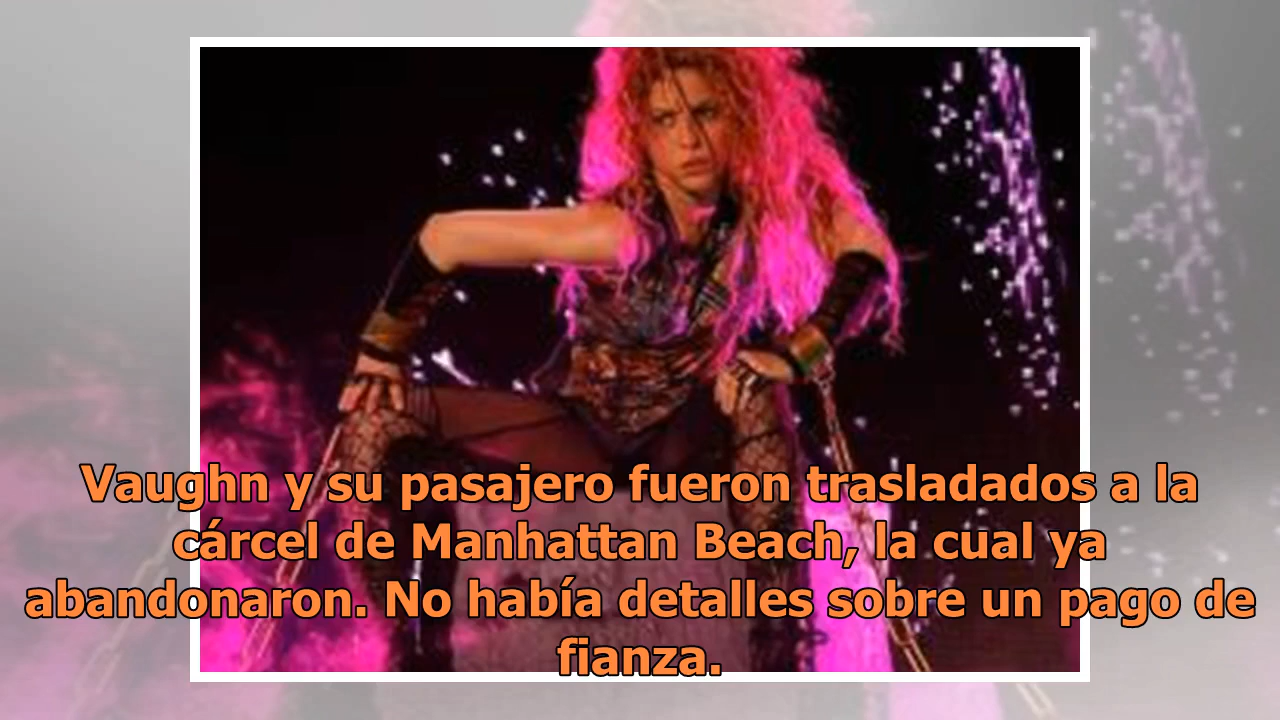 Vaughn y su pasajero fueron trasladados a la
cárcel de Manhattan Beach, la cual ya
abandonaron. No había detalles sobre un pago de
fianza.